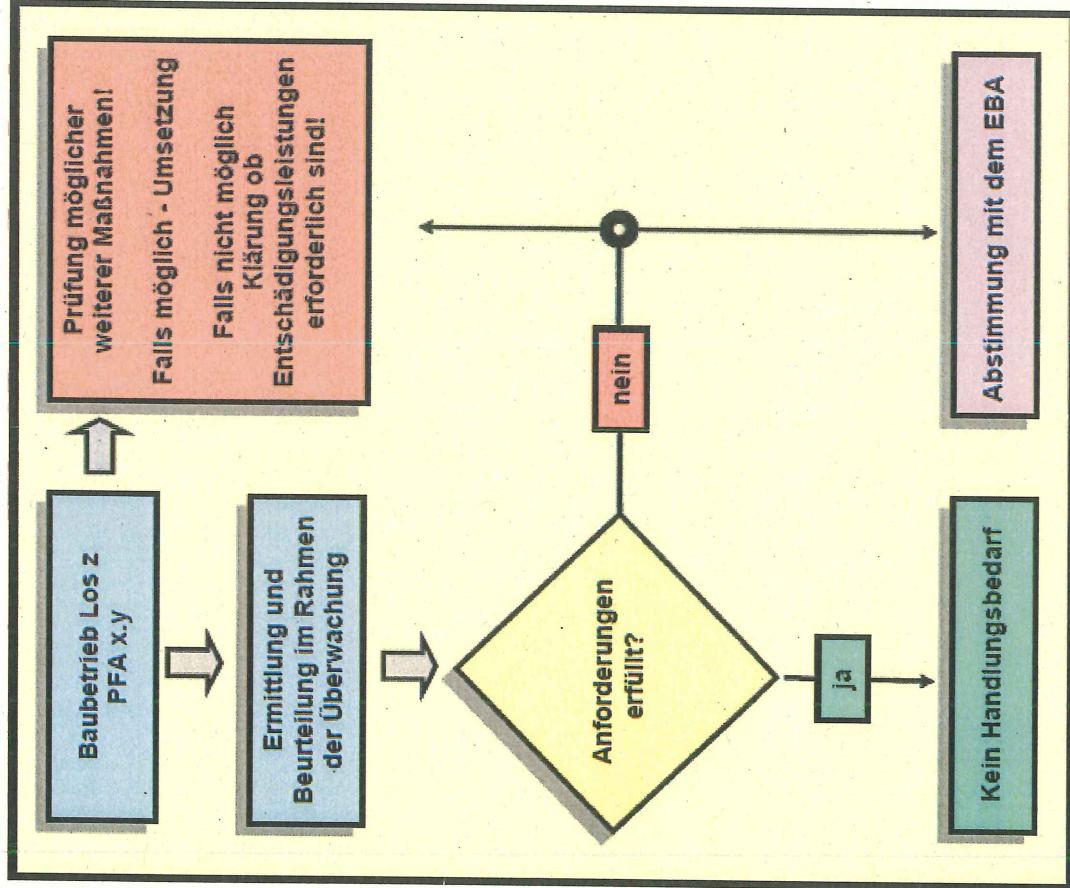 Baubetrieb Los z
PFA x.y
Prüfung möglicher
weiterer Maßnahmen!
Falls möglich - Umsetzung
Falls nicht möglich
Klärung ob
Entschädigungsleistungen
erforderlich sind!
Ermittlung und
Beurteilung im Rahmen
der Überwachung
Anforderungen
erfüllt?
nein
ja
Kein Handlungsbedarf
Abstimmung mit dem EBA